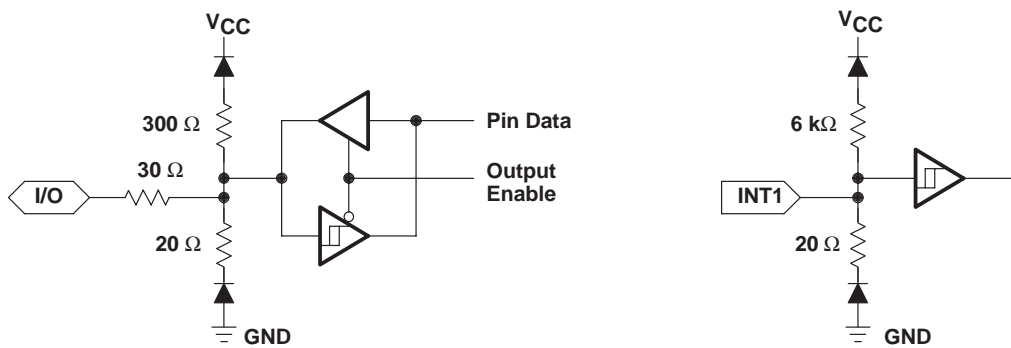 VCC
300 Ω
30 Ω
I/O
20 Ω
GND
Pin Data
Output
Enable
VCC
6 kΩ
INT1
20 Ω
GND